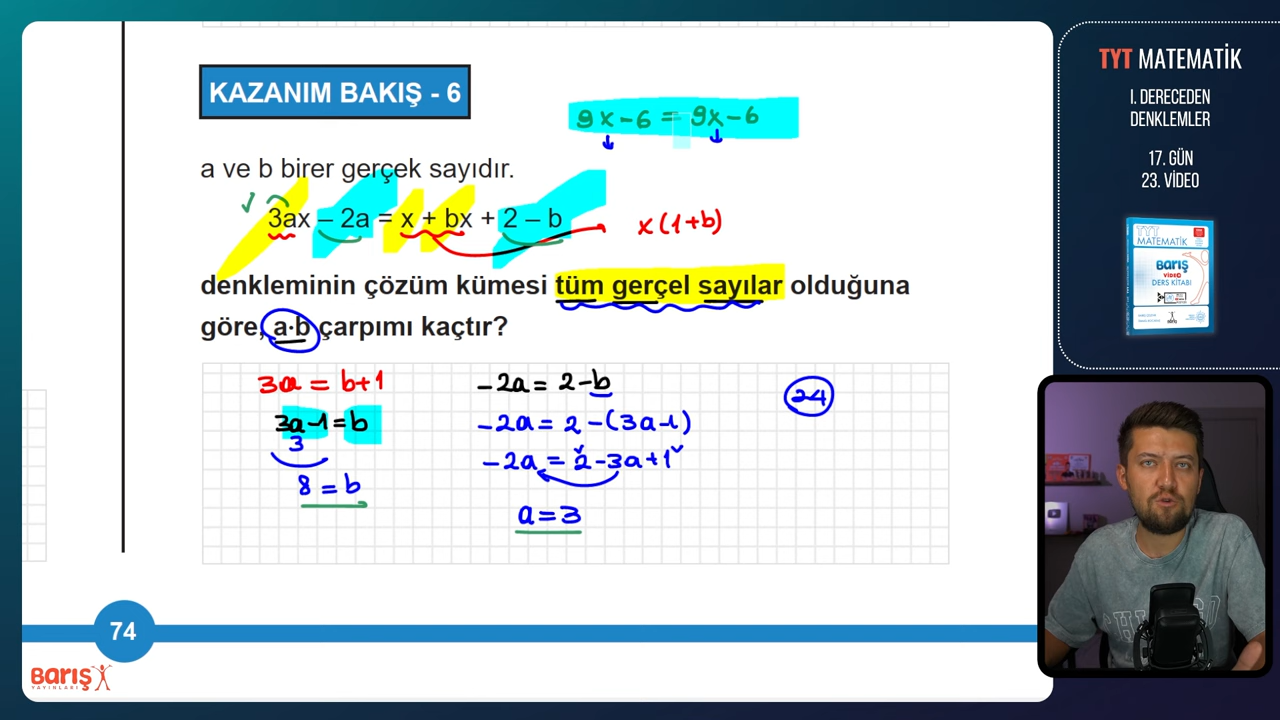 KAZANIM BAKIŞ - 6
9x-6 = 9x-6
a ve b birer gerçek sayıdır.
3ax – 2a = x + bx + 2 – b
x(1+b)
denkleminin çözüm kümesi tüm gerçel sayılar olduğuna
göre, a·b çarpımı kaçtır?
3a = b+1
3a-1=b
3
8 = b
-2a = 2-b
-2a = 2-(3a-1)
-2a = 2-3a+1
a = 3
24
74
BARIŞ
YAYINLARI
TYT MATEMATİK
I. DERECEDEN
DENKLEMLER
17. GÜN
23. VİDEO
TYT
MATEMATİK
BARIŞ
VİDEO
DERS KİTABI